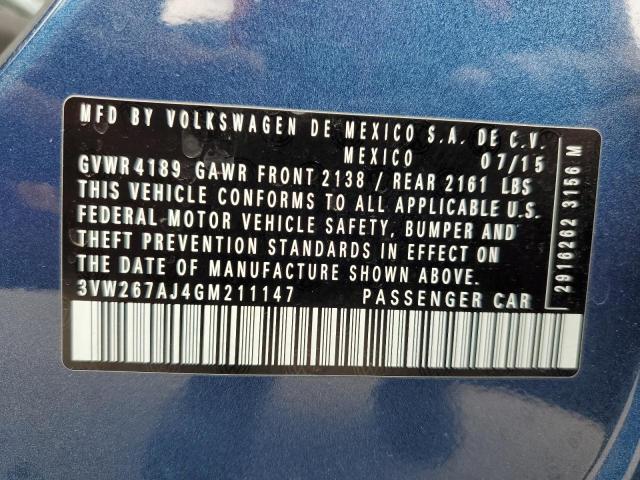 MFD BY VOLKSWAGEN DE MEXICO S.A. DE C.V.
MEXICO 07/15
GVWR 4189 GAWR FRONT 2138 / REAR 2161 LBS
THIS VEHICLE CONFORMS TO ALL APPLICABLE U.S.
FEDERAL MOTOR VEHICLE SAFETY, BUMPER AND
THEFT PREVENTION STANDARDS IN EFFECT ON
THE DATE OF MANUFACTURE SHOWN ABOVE.
3VW267AJ4GM211147 PASSENGER CAR
2916262 3156 M